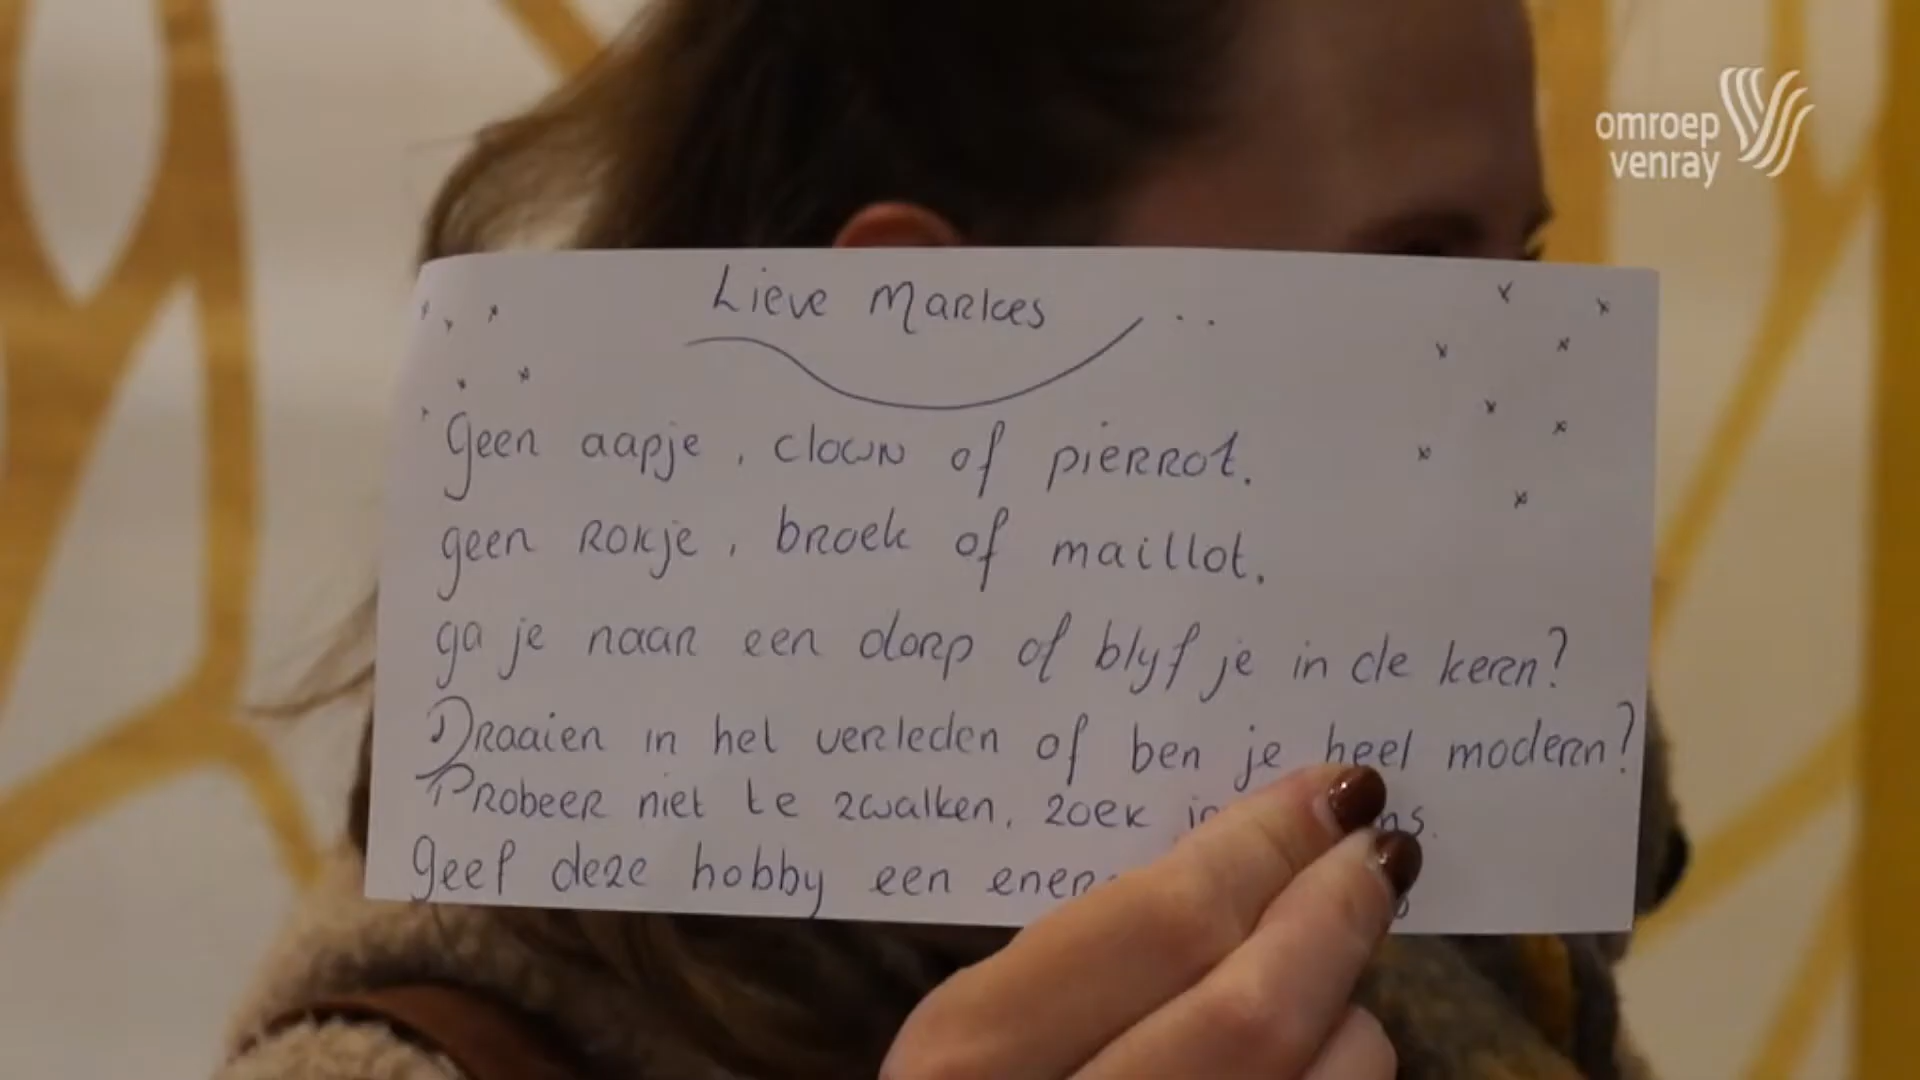 omroep
venray
Lieve Markes ..
Geen aapje, clown of pierrot.
geen rokje, broek of maillot.
ga je naar een dorp of blyf je in de keren?
Draaien in het verleden of ben je heel modern?
Probeer niet te zwalken, zoek
Geef deze hobby een